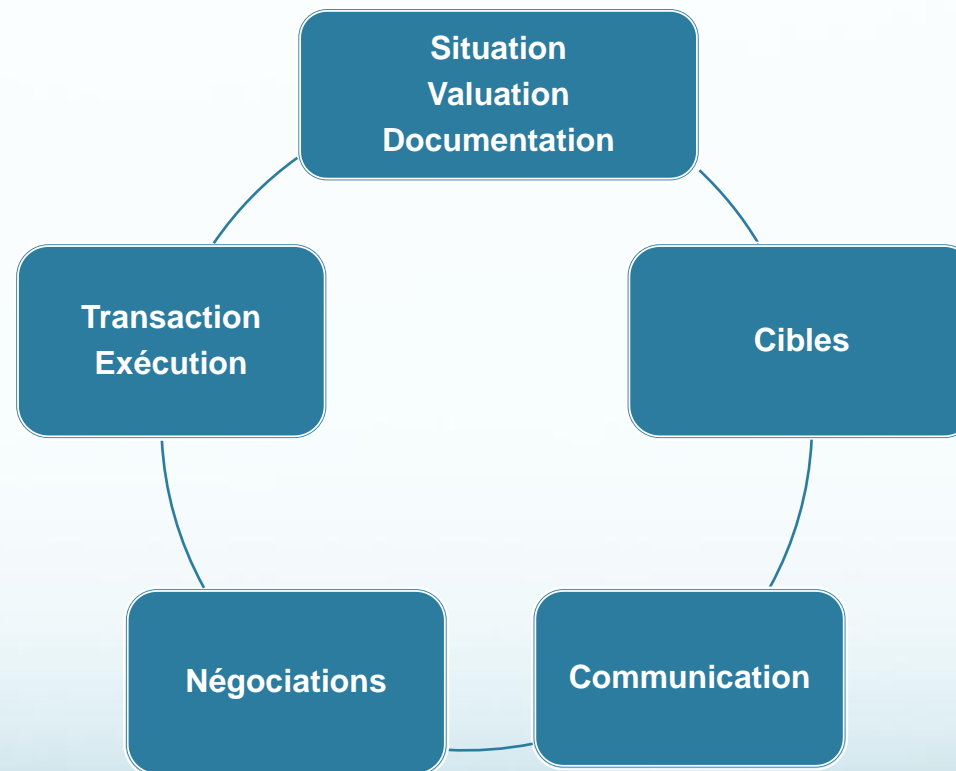 Situation
Valuation
Documentation
Cibles
Communication
Négociations
Transaction
Exécution